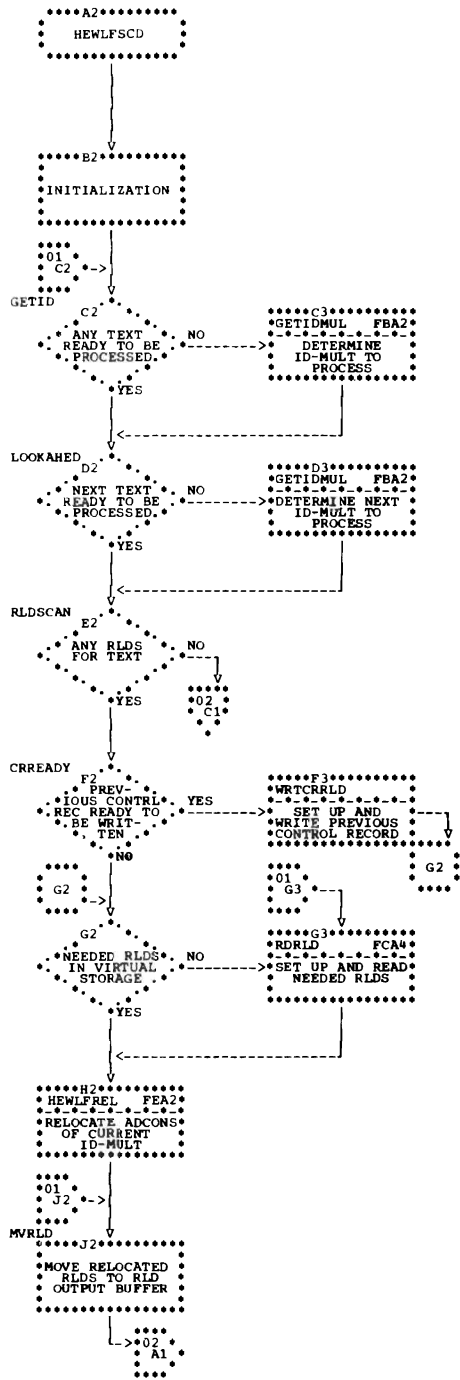 A2
HEWLFSCD
B2
INITIALIZATION
01
C2
GETID
C2
ANY TEXT
READY TO BE
PROCESSED
NO
YES
C3
GETIDMUL FBA2
DETERMINE
ID-MULT TO
PROCESS
LOOKAHED
D2
NEXT TEXT
READY TO BE
PROCESSED
NO
YES
D3
GETIDMUL FBA2
DETERMINE NEXT
ID-MULT TO
PROCESS
RLDSCAN
E2
ANY RLDS
FOR TEXT
NO
YES
02
C1
CRREADY
F2
PREV-
IOUS CONTRL
REC READY TO
BE WRIT-
TEN
YES
NO
F3
WRTCRRLD
SET UP AND
WRITE PREVIOUS
CONTROL RECORD
G2
G2
01
G3
G2
NEEDED RLDS
IN VIRTUAL
STORAGE
NO
YES
G3
RDRLD FCA4
SET UP AND READ
NEEDED RLDS
H2
HEWLFREL FEA2
RELOCATE ADCONS
OF CURRENT
ID-MULT
01
J2
MVRLD
J2
MOVE RELOCATED
RLDS TO RLD
OUTPUT BUFFER
02
A1